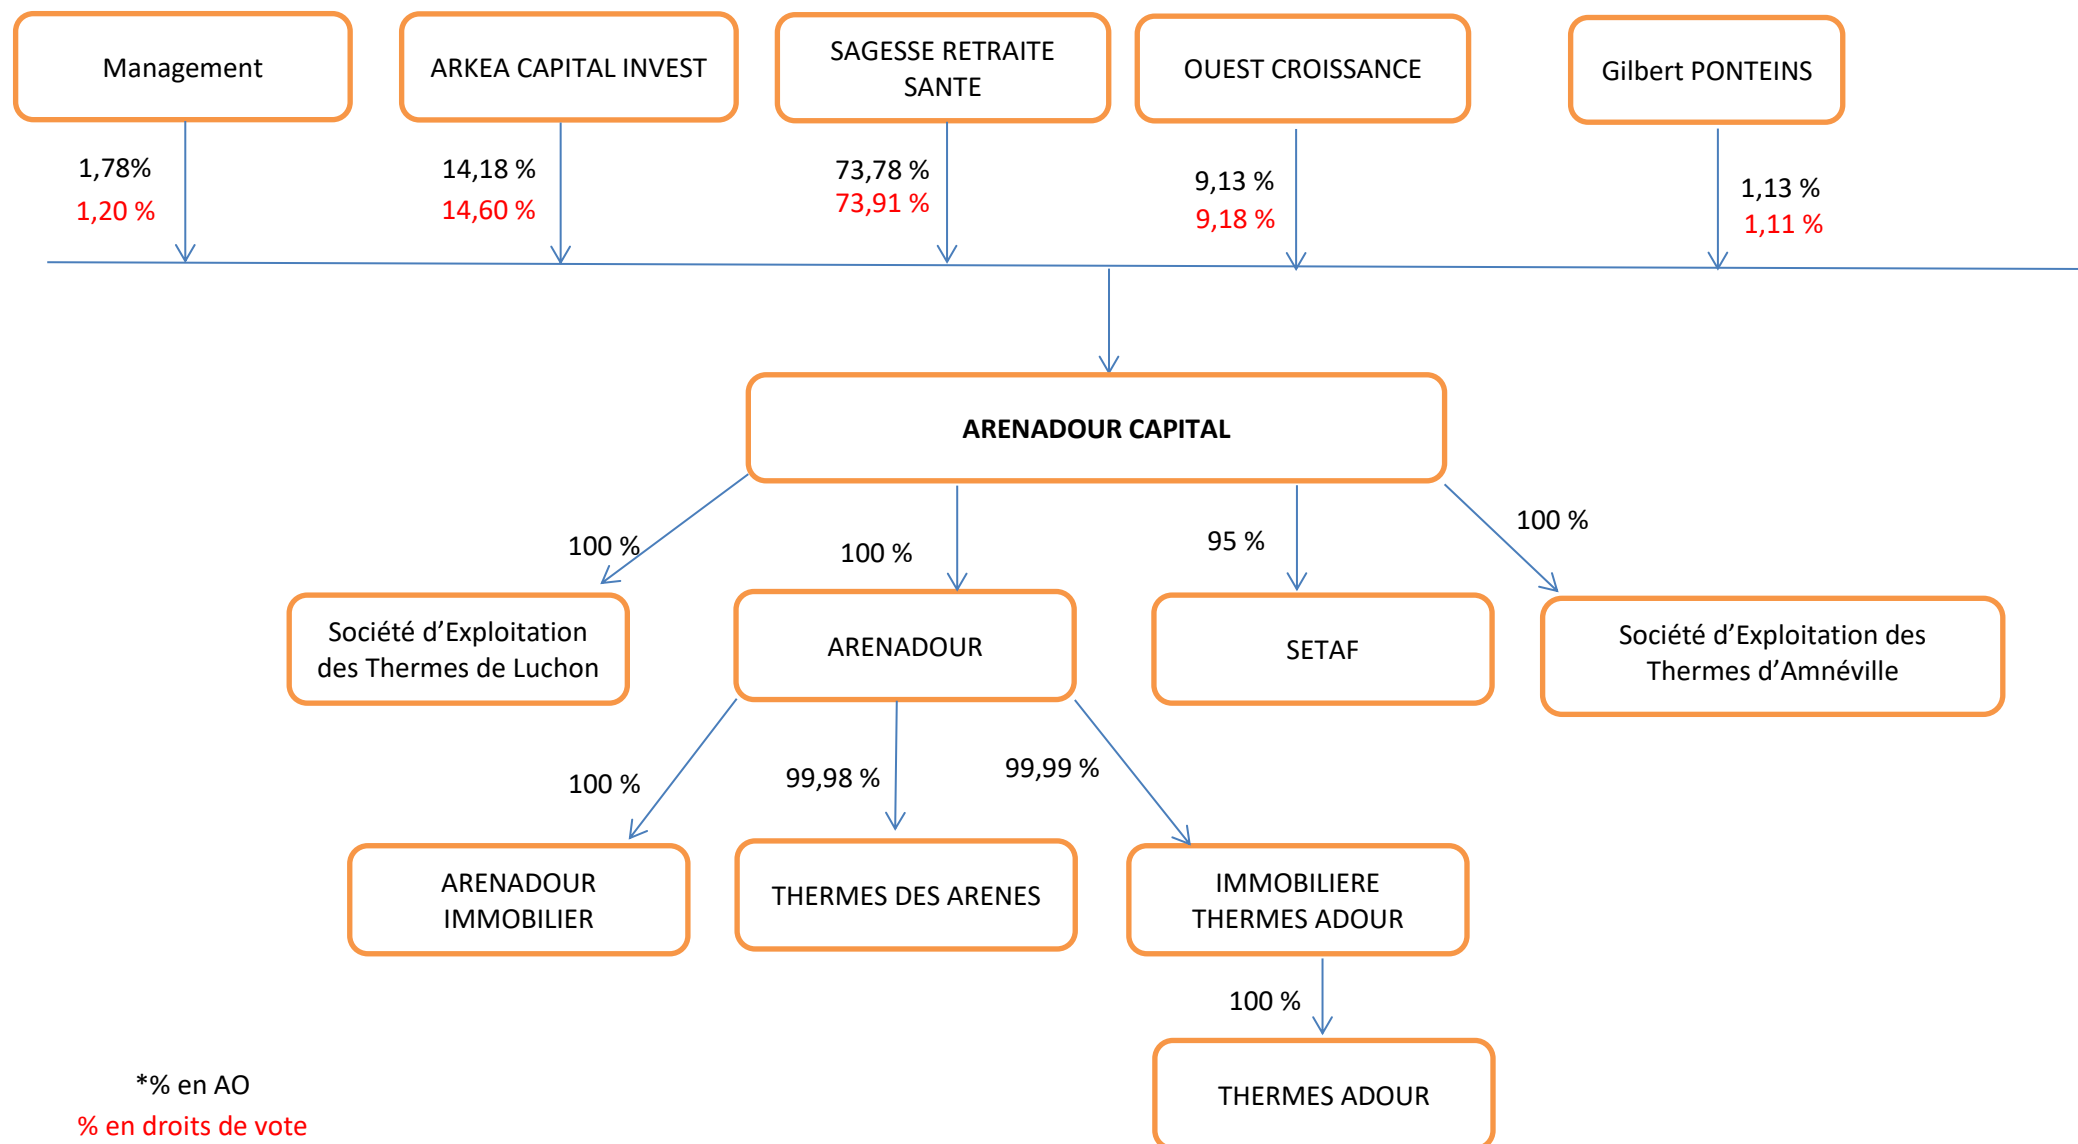 Management
ARKEA CAPITAL INVEST
SAGESSE RETRAITE
SANTE
OUEST CROISSANCE
Gilbert PONTEINS
1,78%
1,20 %
14,18 %
14,60 %
73,78 %
73,91 %
9,13 %
9,18 %
1,13 %
1,11 %
ARENADOUR CAPITAL
100 %
100 %
95 %
100 %
Société d’Exploitation
des Thermes de Luchon
ARENADOUR
SETAF
Société d’Exploitation des
Thermes d’Amnéville
100 %
99,98 %
99,99 %
ARENADOUR
IMMOBILIER
THERMES DES ARENES
IMMOBILIERE
THERMES ADOUR
100 %
THERMES ADOUR
*% en AO
% en droits de vote